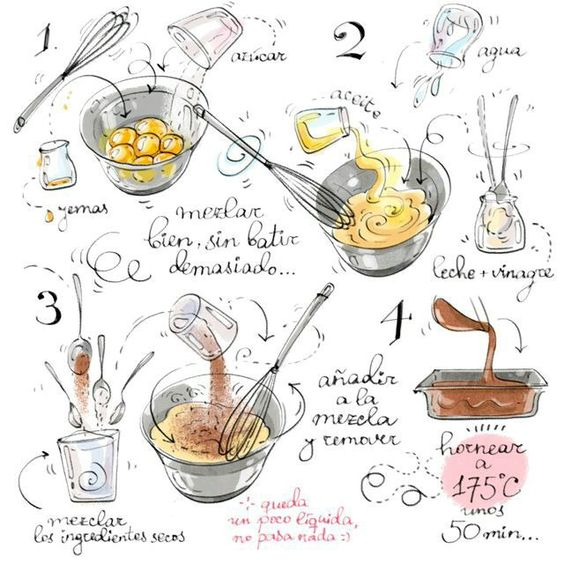 1.
azúcar
yemas
mezlar
bien, sin batir
demasiado...
2
agua
aceite
leche + vinagre
3
mezclar
los ingredientes secos
añadir
a la
mezcla
y remover
queda
un poco líquida,
no pasa nada :)
4
hornear
a
175°C
unos
50 min...